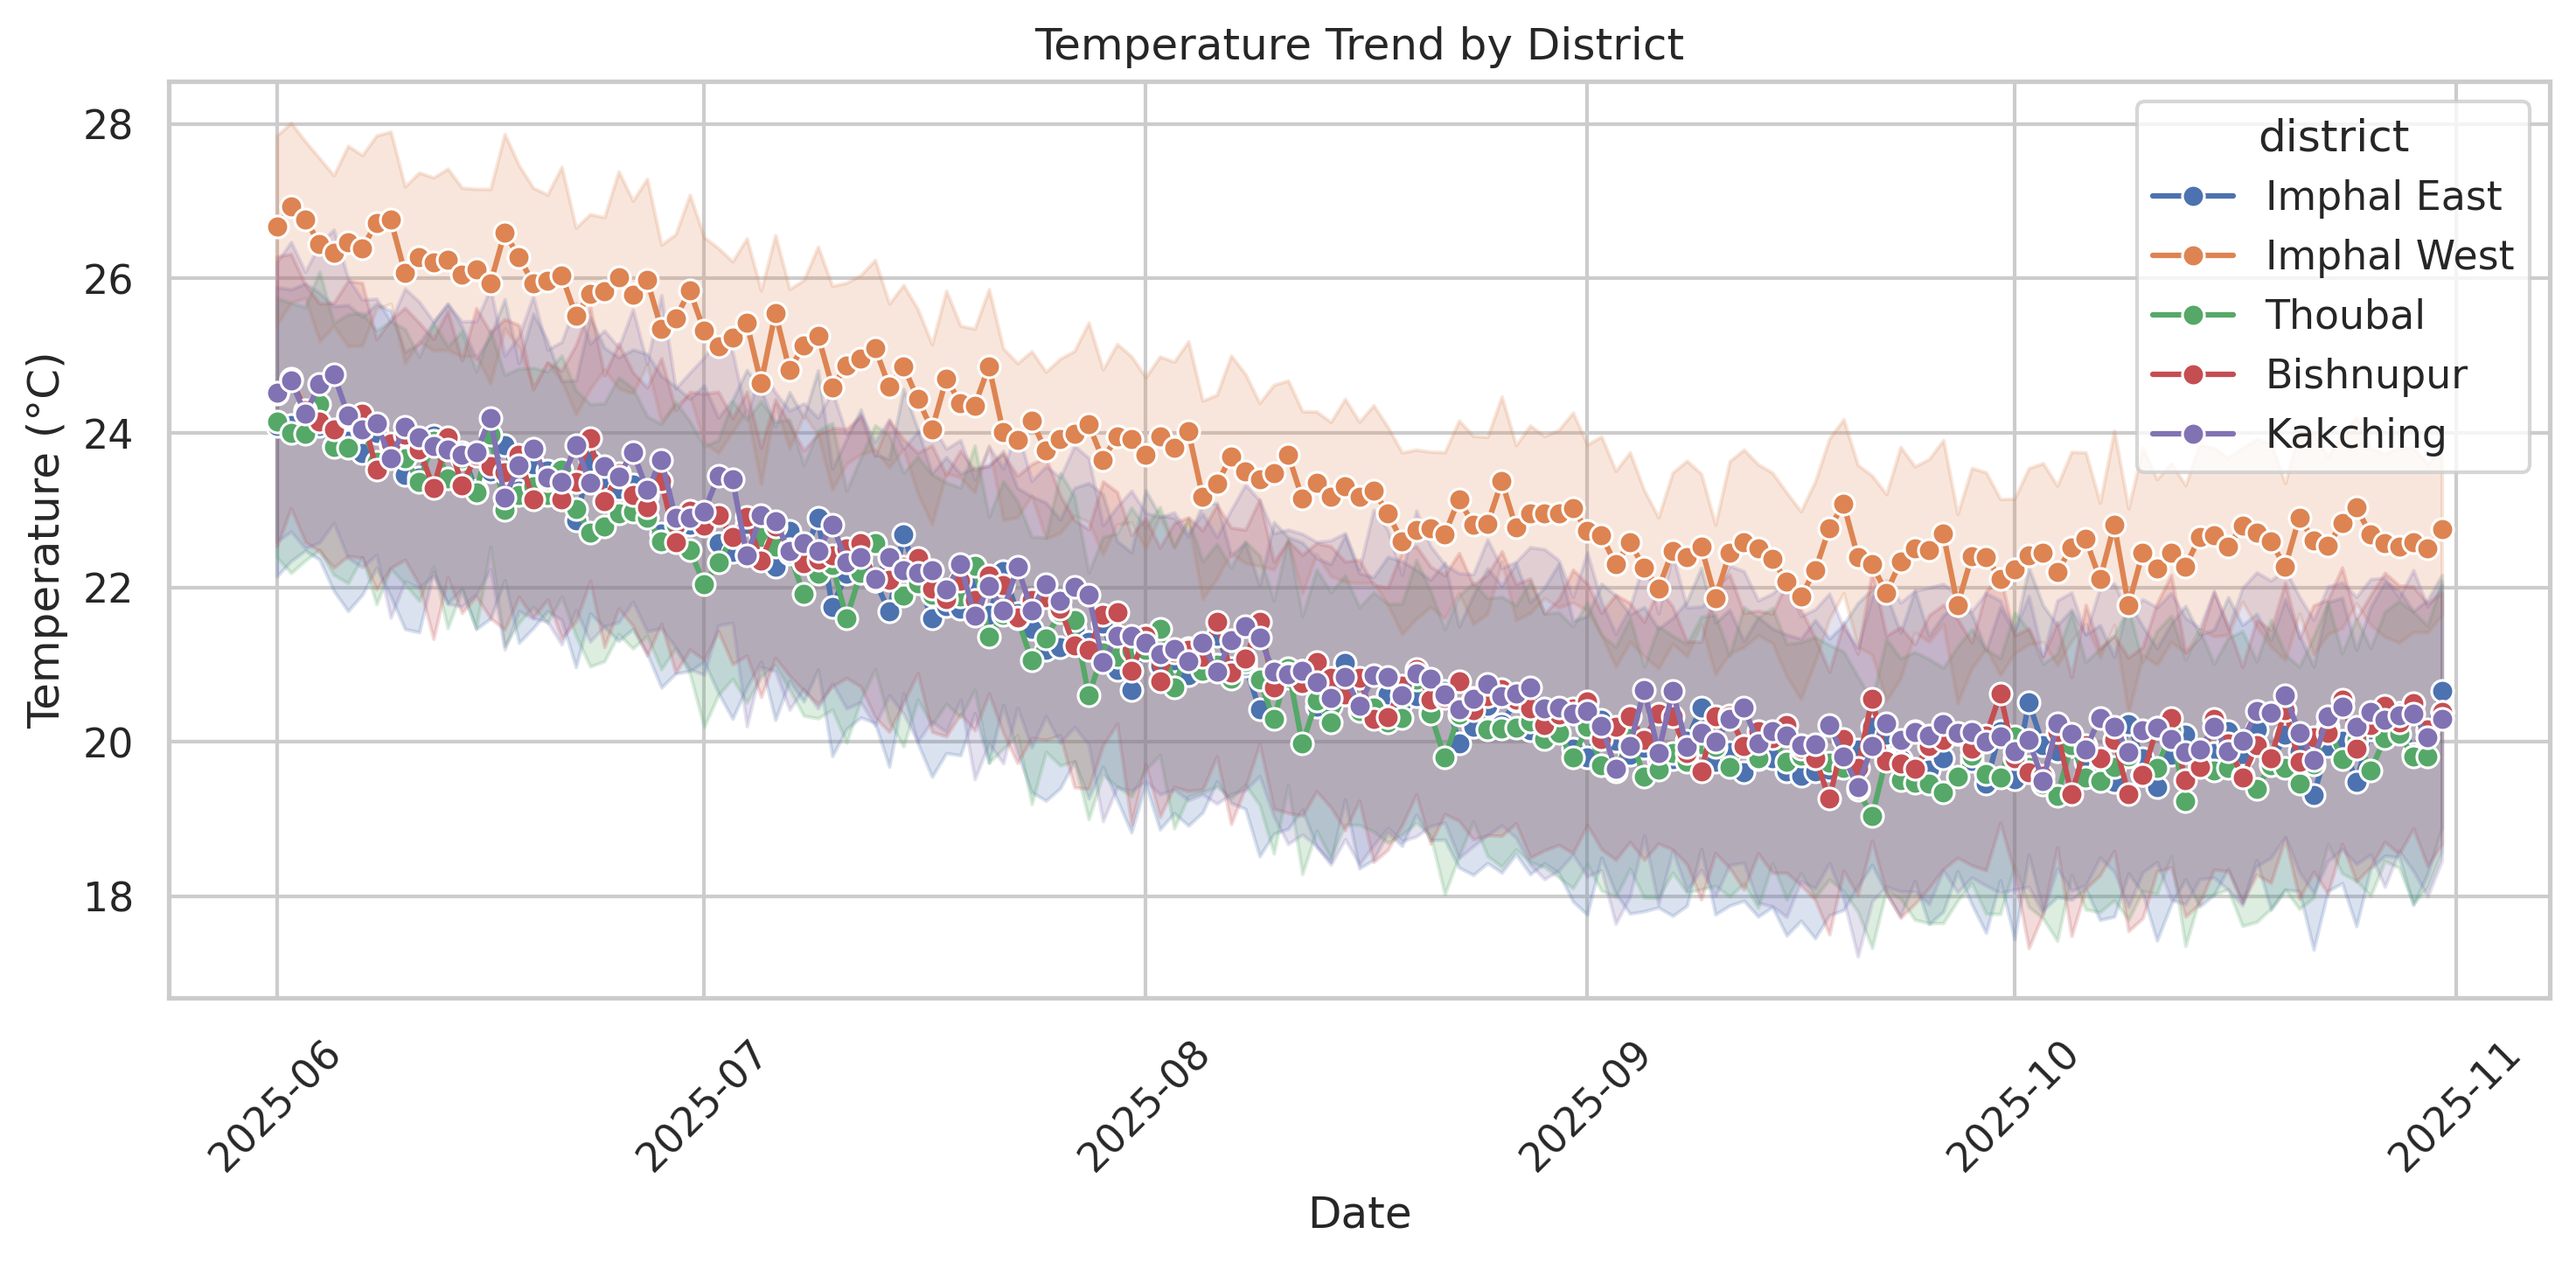 Temperature Trend by District
Temperature (°C)
28
26
24
22
20
18
district
Imphal East
Imphal West
Thoubal
Bishnupur
Kakching
2025-06
2025-07
2025-08
2025-09
2025-10
2025-11
Date